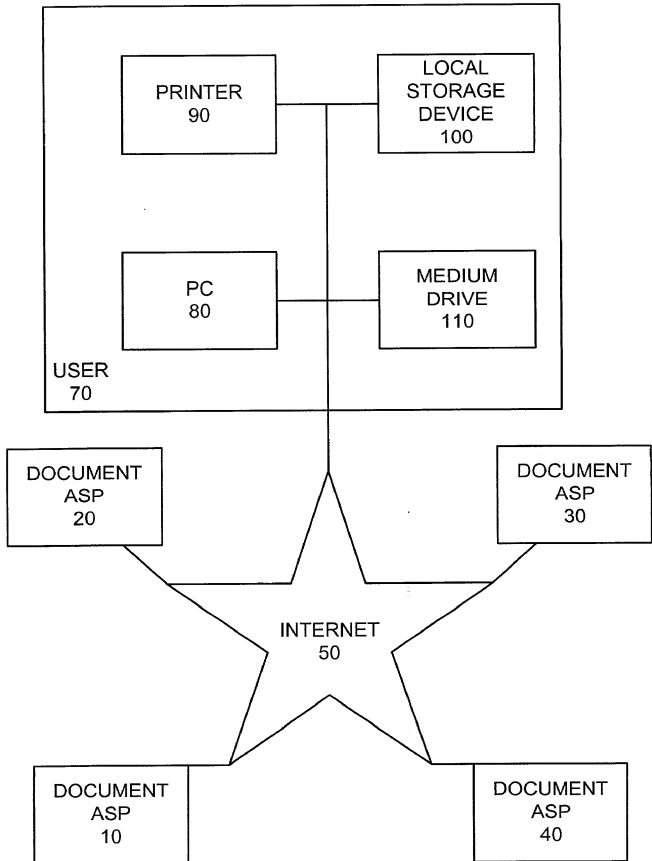 PRINTER
90
LOCAL
STORAGE
DEVICE
100
PC
80
MEDIUM
DRIVE
110
USER
70
DOCUMENT
ASP
20
DOCUMENT
ASP
30
INTERNET
50
DOCUMENT
ASP
10
DOCUMENT
ASP
40